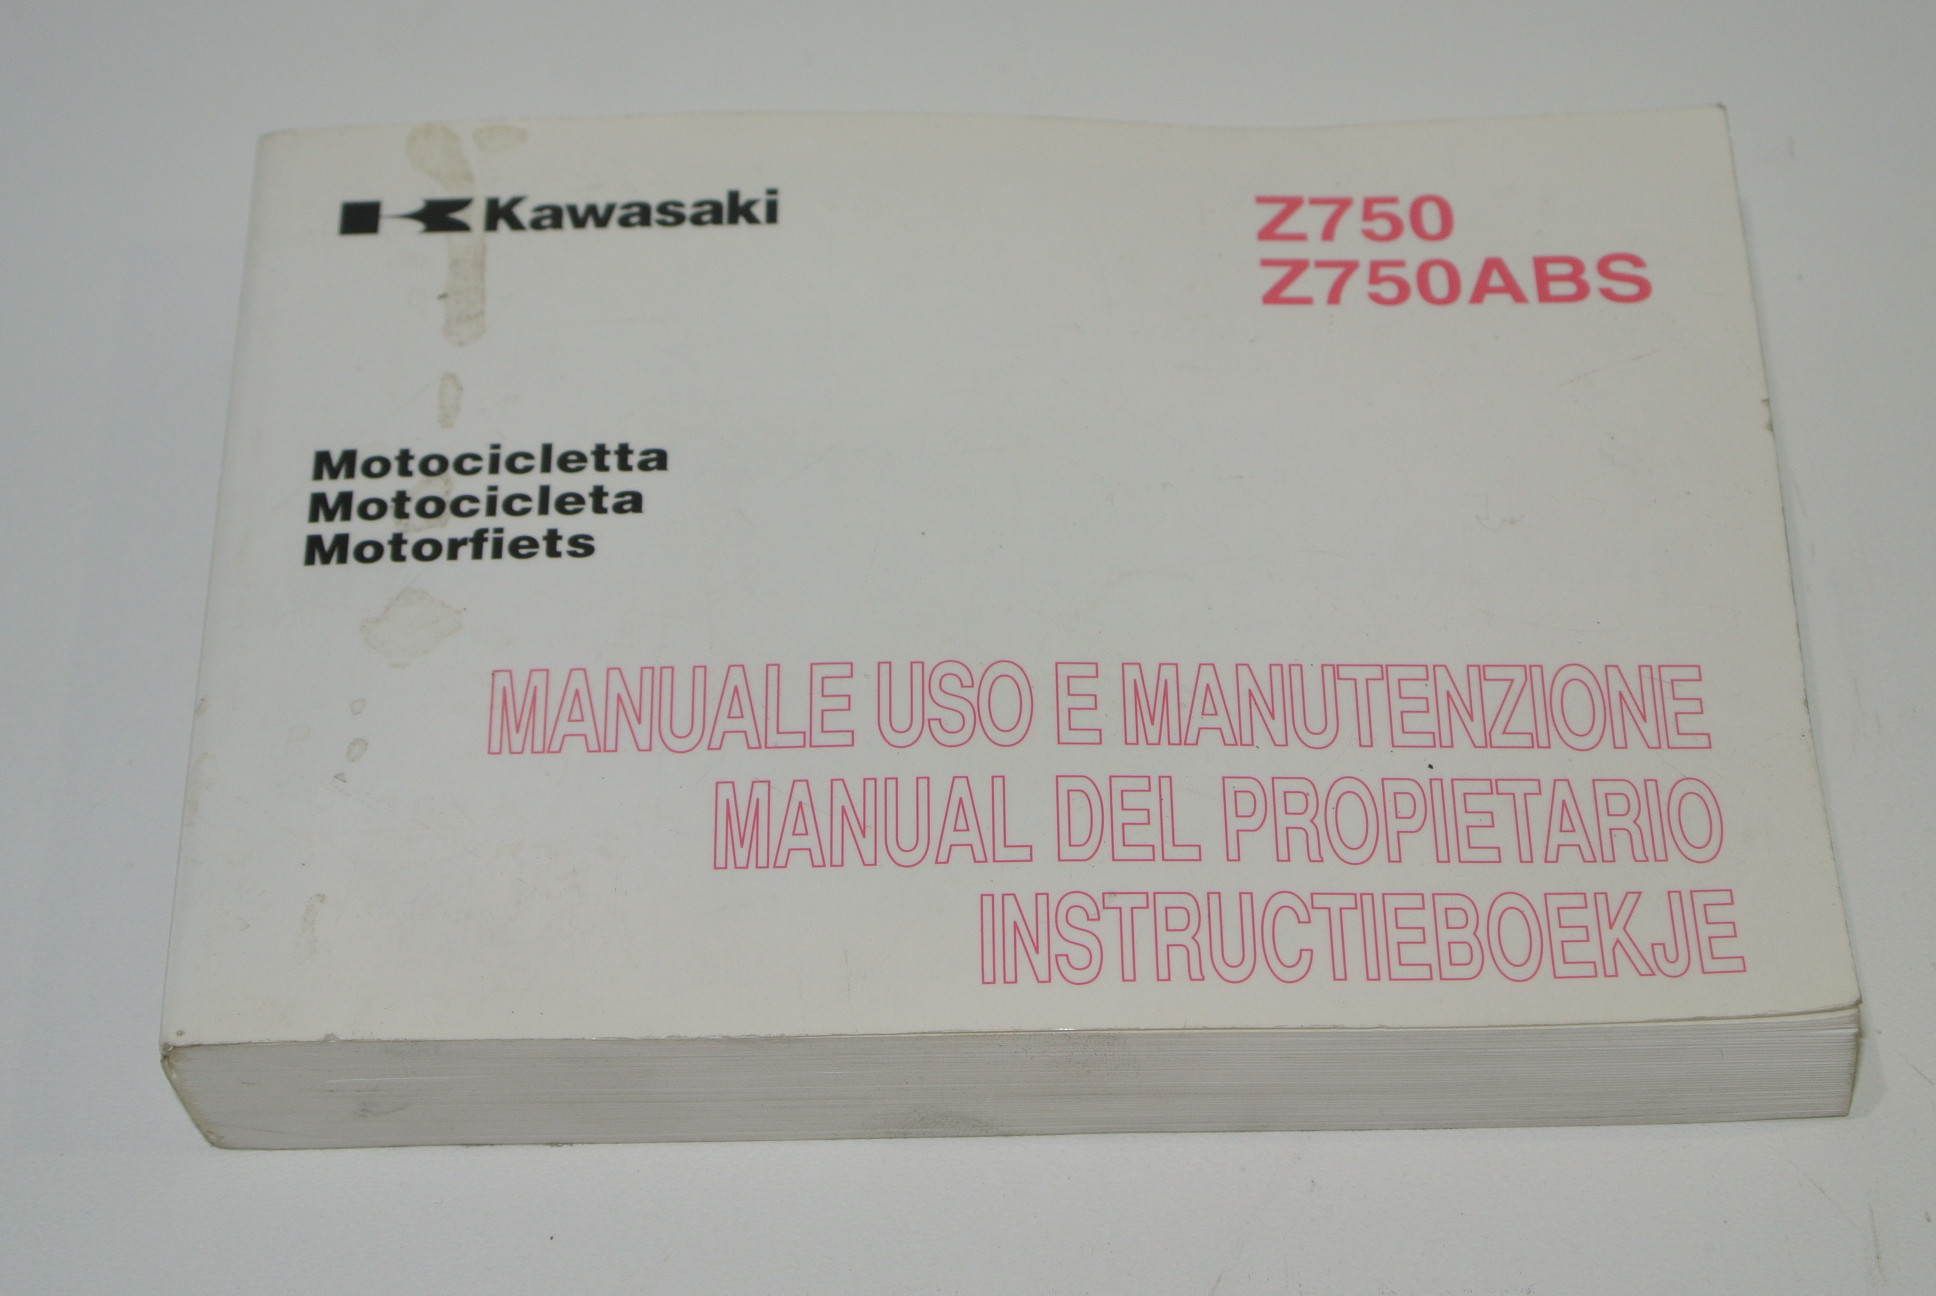 Kawasaki
Z750
Z750ABS
Motocicletta
Motocicleta
Motorfiets
MANUALE USO E MANUTENZIONE
MANUAL DEL PROPIETARIO
INSTRUCTIEBOEKJE